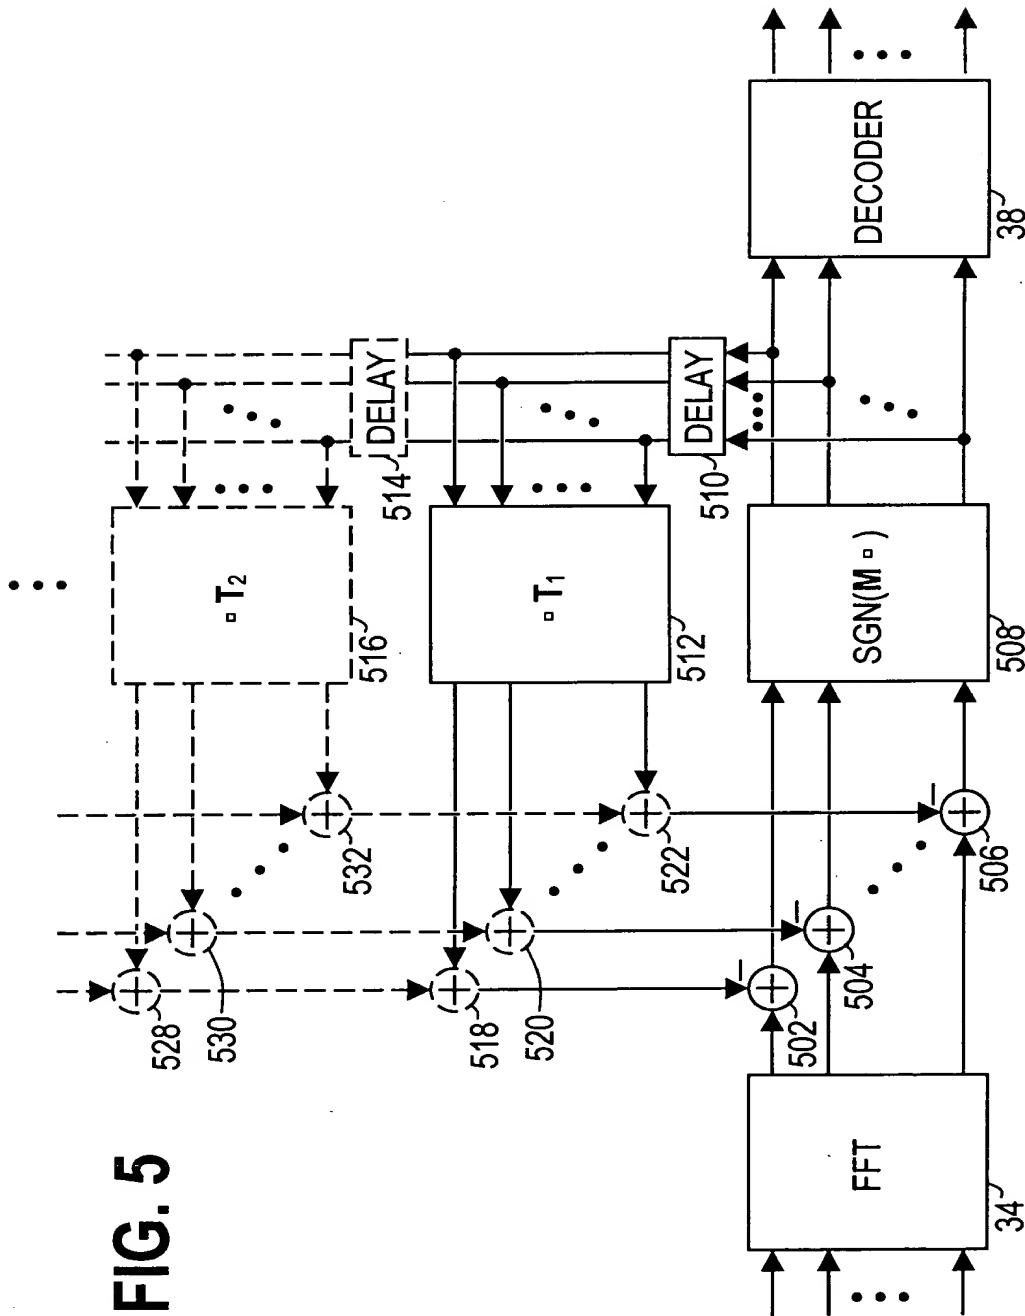 FIG. 5
FFT
34
502
504
506
SGN(M ▫ )
508
DECODER
38
DELAY
510
▫ T₁
512
518
520
522
DELAY
514
▫ T₂
516
528
530
532